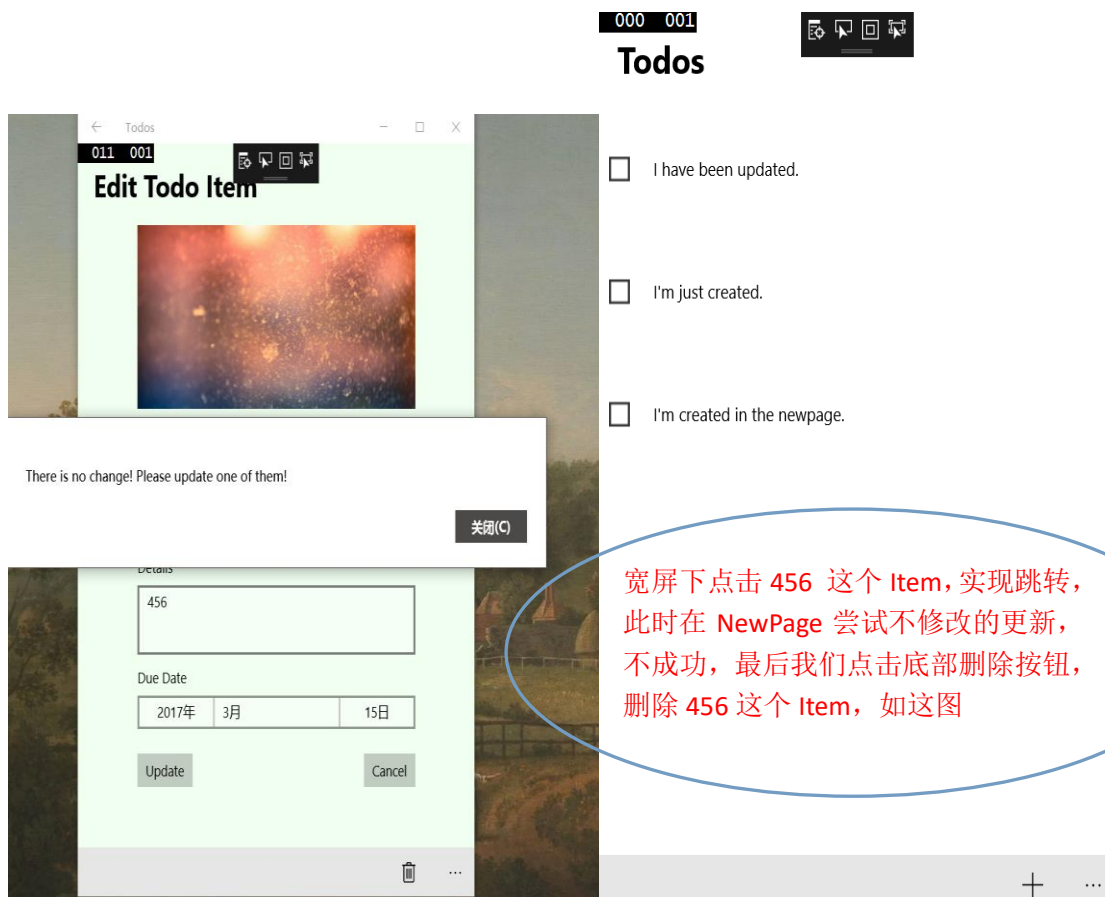 Todos
011 001
Edit Todo Item
There is no change! Please update one of them!
关闭(C)
Details
456
Due Date
2017年 3月 15日
Update Cancel
...
000 001
Todos
I have been updated.
I'm just created.
I'm created in the newpage.
宽屏下点击 456 这个 Item，实现跳转，
此时在 NewPage 尝试不修改的更新，
不成功，最后我们点击底部删除按钮，
删除 456 这个 Item，如这图
...